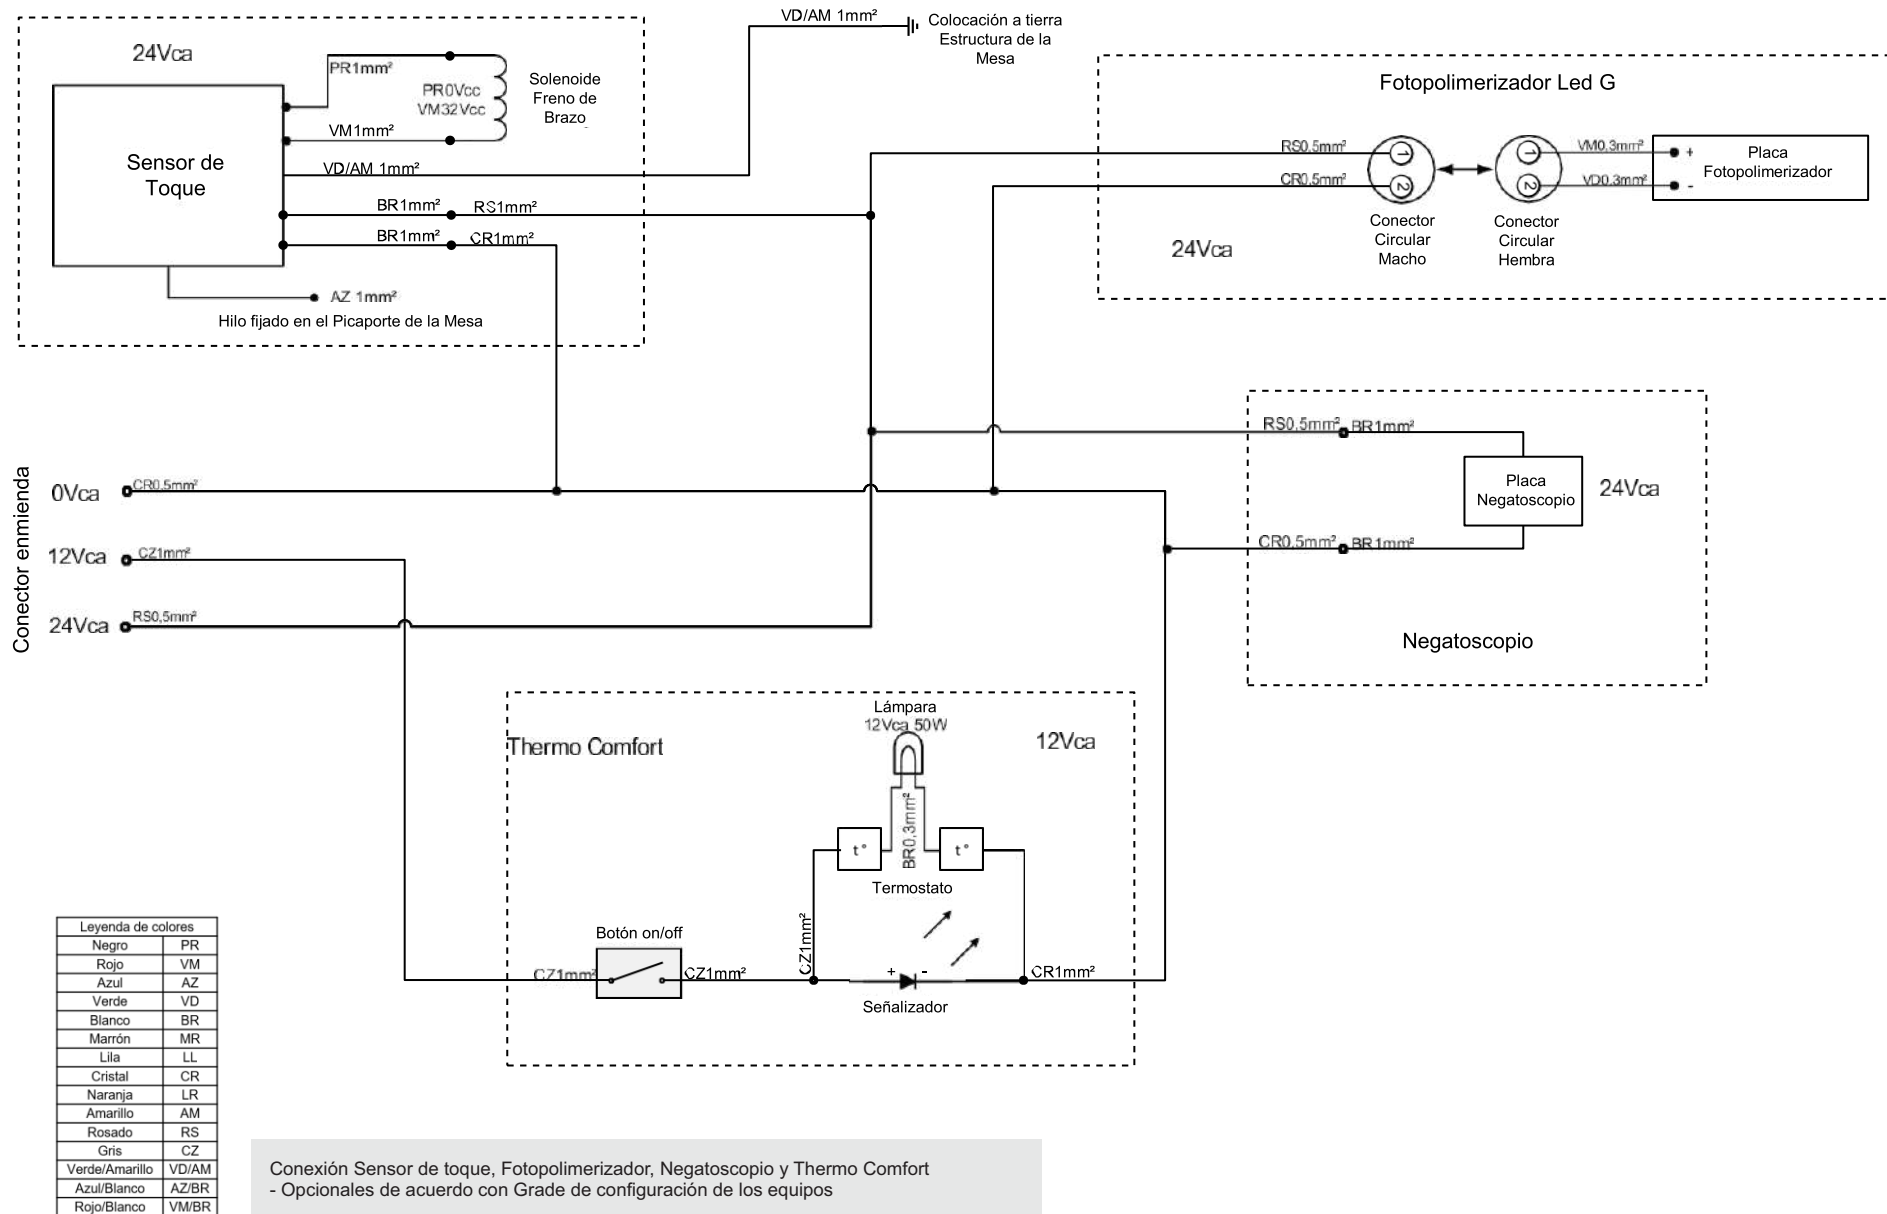 24Vca
PR1mm²
PR0Vcc
VM32Vcc
Solenoide
Freno de
Brazo
VM1mm²
Sensor de
Toque
VD/AM 1mm²
BR1mm²
RS1mm²
BR1mm²
CR1mm²
AZ 1mm²
Hilo fijado en el Picaporte de la Mesa
VD/AM 1mm²
Colocación a tierra
Estructura de la
Mesa
Fotopolimerizador Led G
RS0,5mm²
CR0,5mm²
1
2
1
2
VM0,3mm²
VD0,3mm²
+
-
Placa
Fotopolimerizador
Conector
Circular
Macho
Conector
Circular
Hembra
24Vca
RS0,5mm²
BR1mm²
Placa
Negatoscopio
24Vca
CR0,5mm²
BR1mm²
Negatoscopio
Conector enmienda
0Vca
CR0,5mm²
12Vca
CZ1mm²
24Vca
RS0,5mm²
Thermo Comfort
Lámpara
12Vca 50W
12Vca
BR0,3mm²
t°
t°
Termostato
Botón on/off
CZ1mm²
CZ1mm²
CZ1mm²
+
-
CR1mm²
Señalizador
Leyenda de colores
Negro PR
Rojo VM
Azul AZ
Verde VD
Blanco BR
Marrón MR
Lila LL
Cristal CR
Naranja LR
Amarillo AM
Rosado RS
Gris CZ
Verde/Amarillo VD/AM
Azul/Blanco AZ/BR
Rojo/Blanco VM/BR
Conexión Sensor de toque, Fotopolimerizador, Negatoscopio y Thermo Comfort
- Opcionales de acuerdo con Grade de configuración de los equipos